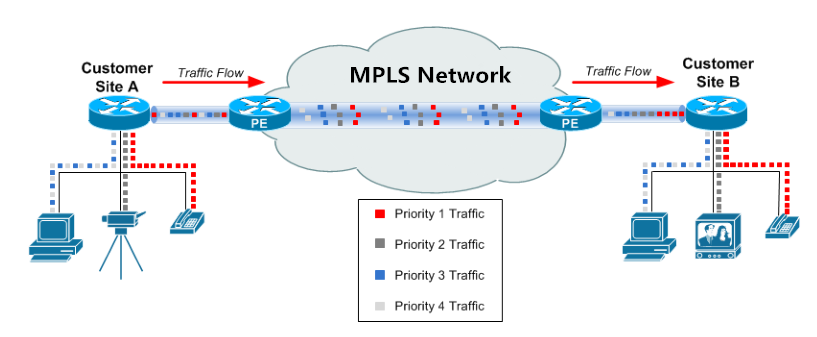 Customer
Site A
Traffic Flow
MPLS Network
Traffic Flow
Customer
Site B
PE
PE
Priority 1 Traffic
Priority 2 Traffic
Priority 3 Traffic
Priority 4 Traffic